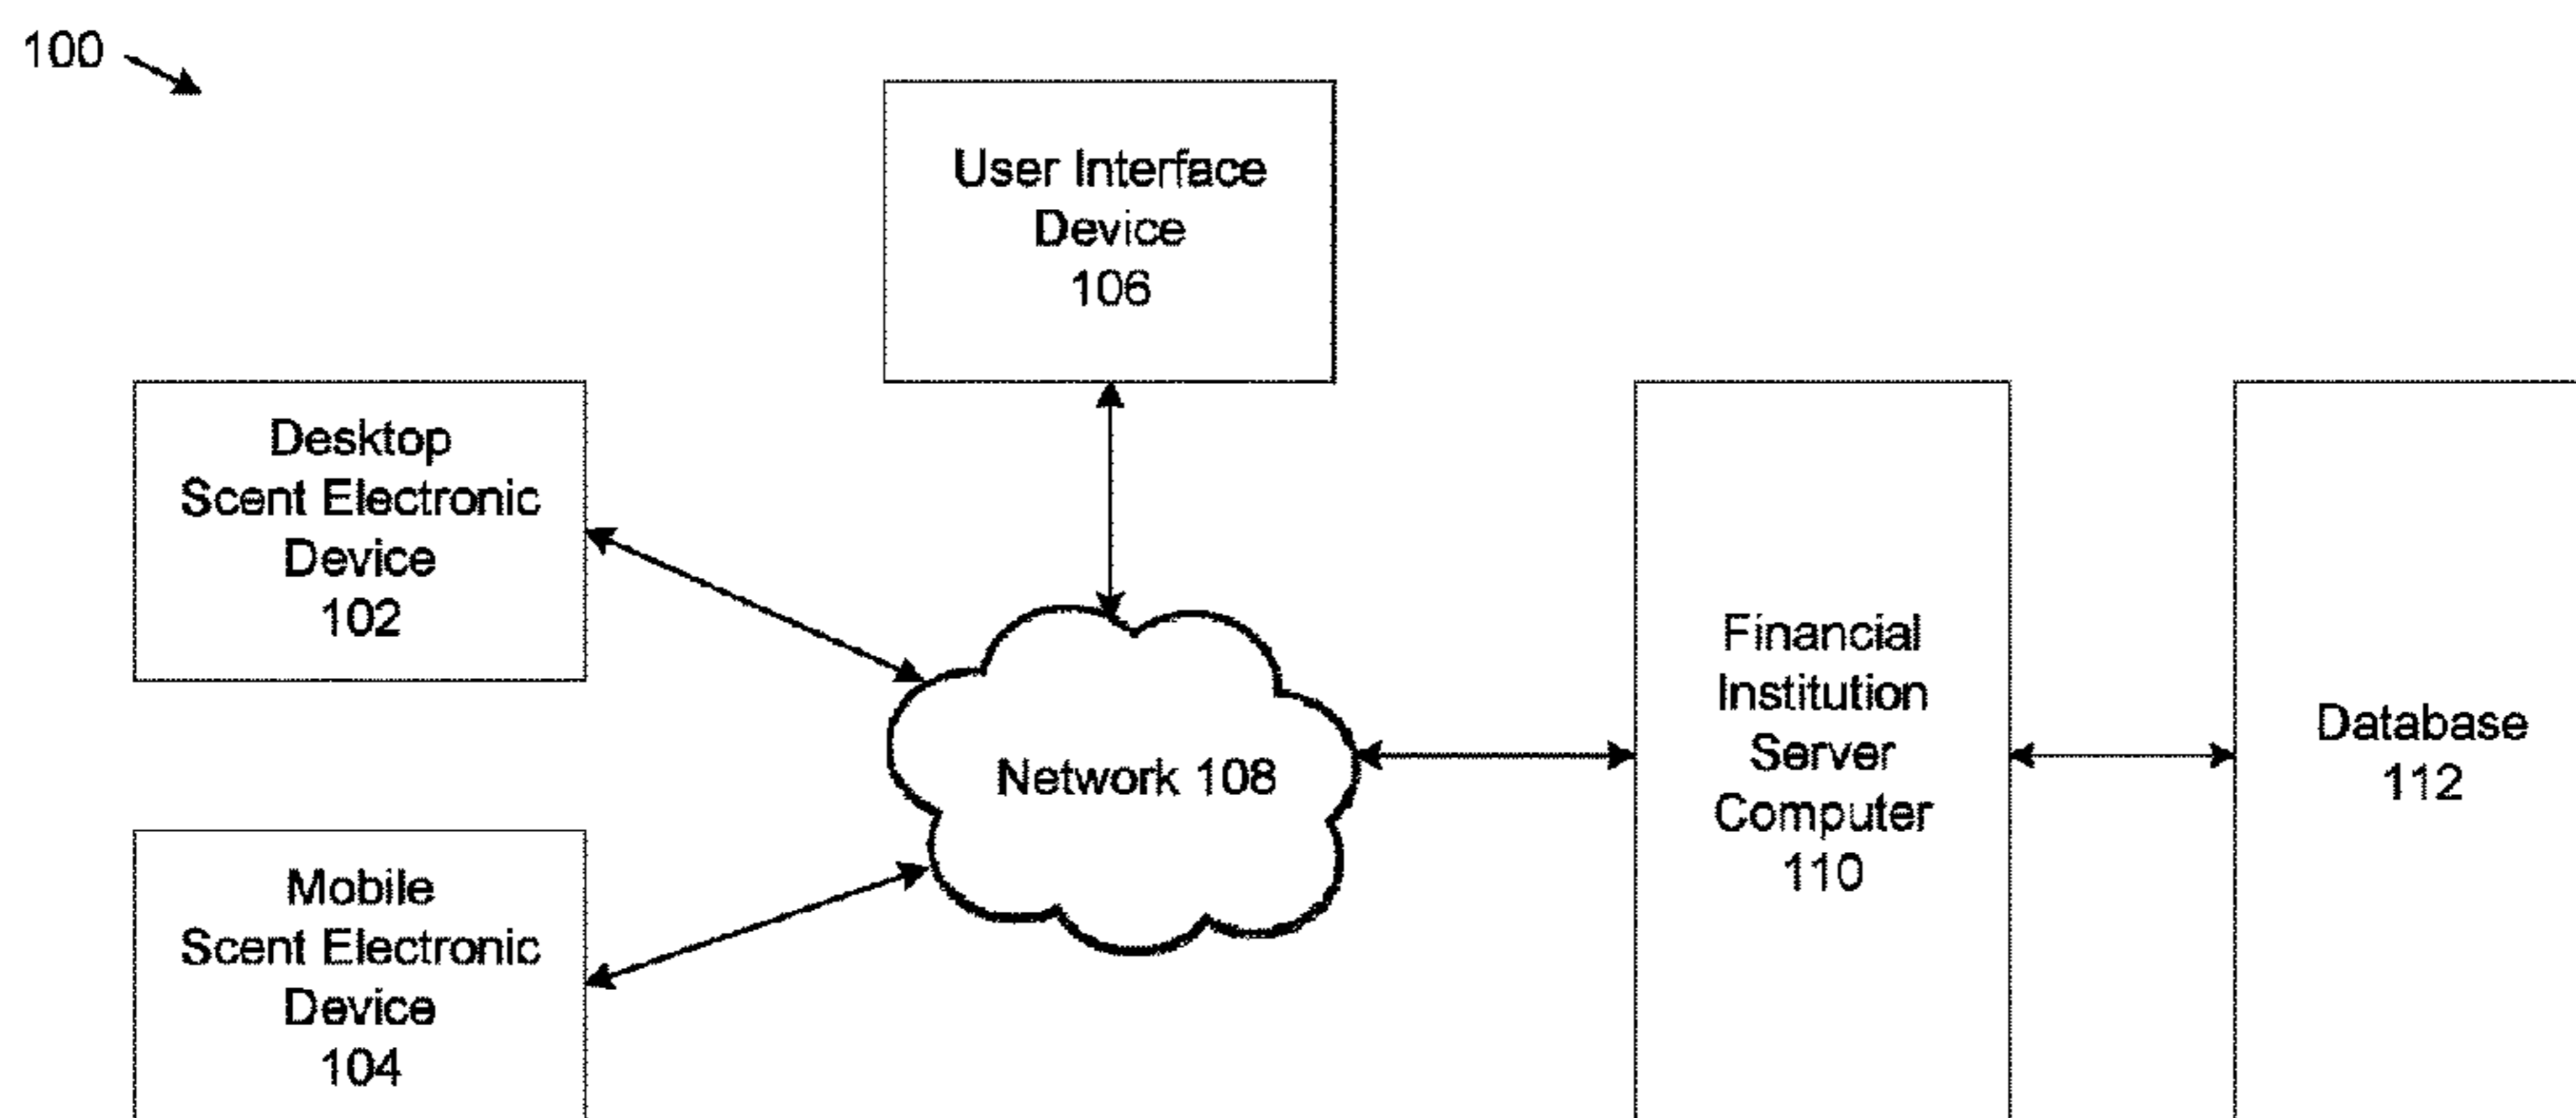 100
User Interface
Device
106
Desktop
Scent Electronic
Device
102
Mobile
Scent Electronic
Device
104
Network 108
Financial
Institution
Server
Computer
110
Database
112